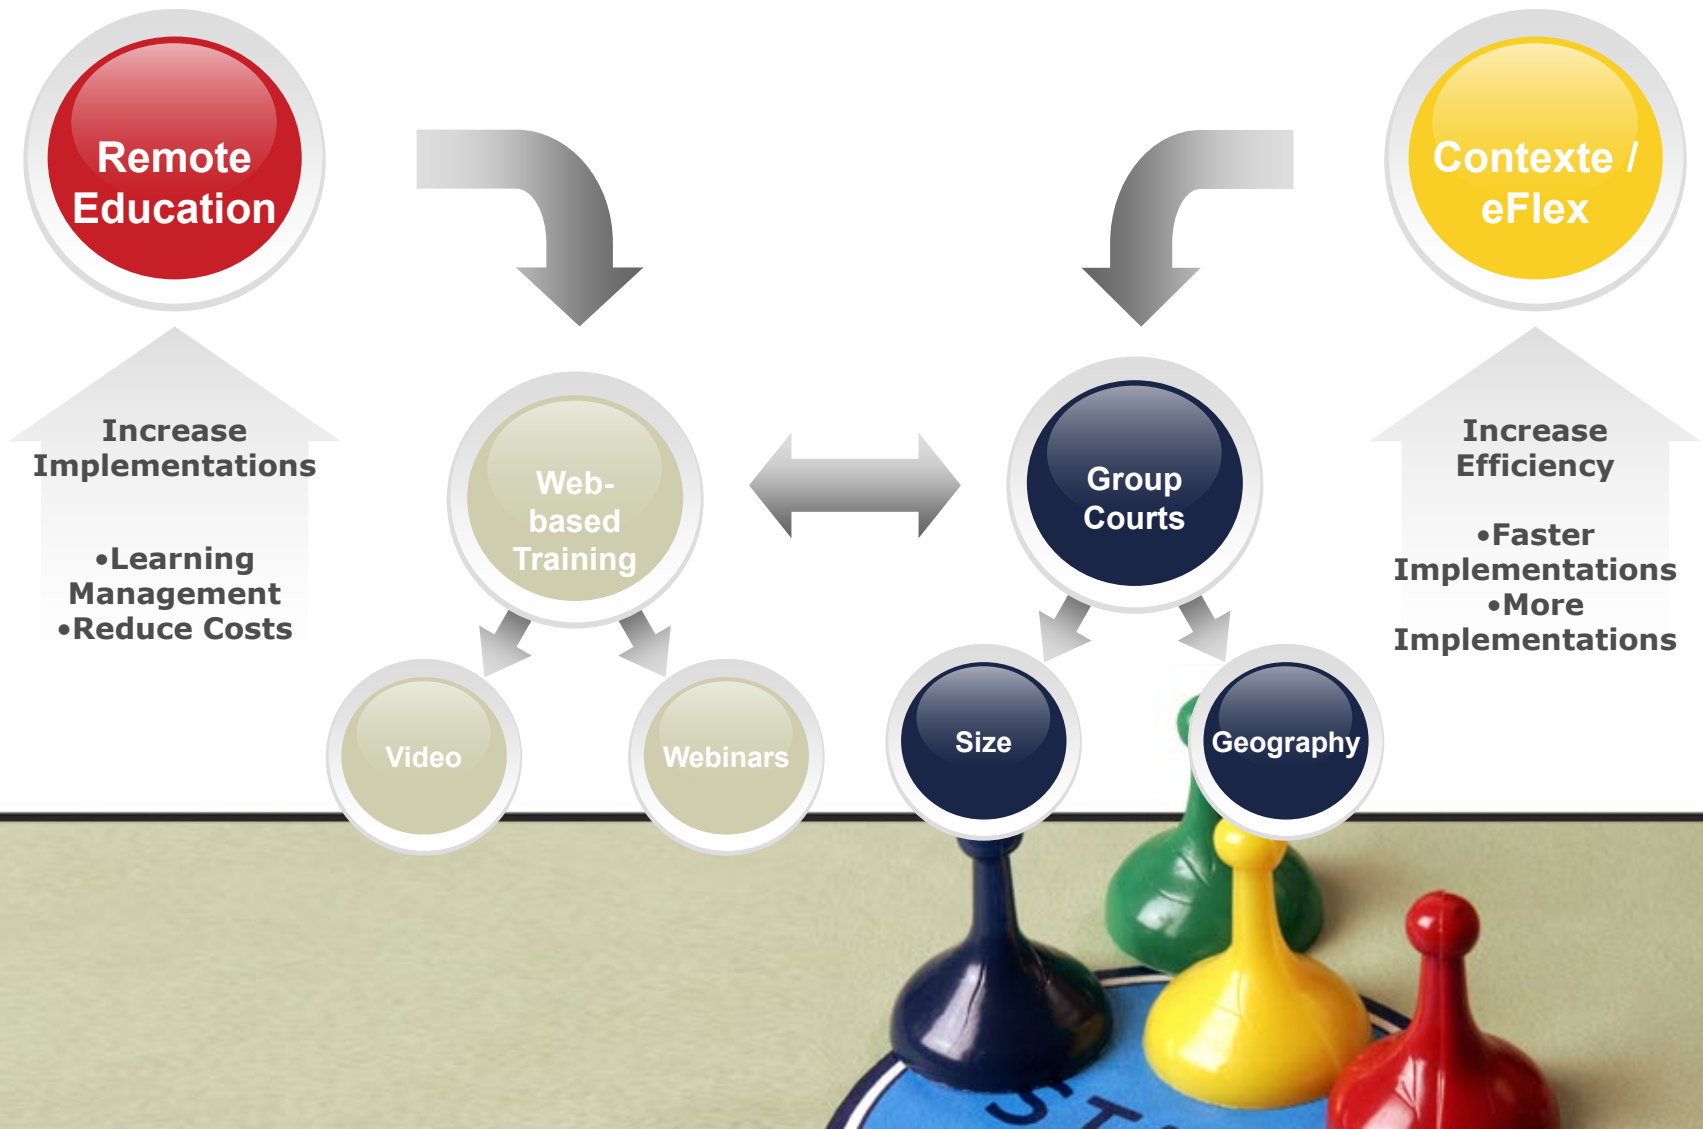 Remote
Education
Contexte /
eFlex
Increase
Implementations
•Learning
Management
•Reduce Costs
Web-
based
Training
Group
Courts
Increase
Efficiency
•Faster
Implementations
•More
Implementations
Video
Webinars
Size
Geography